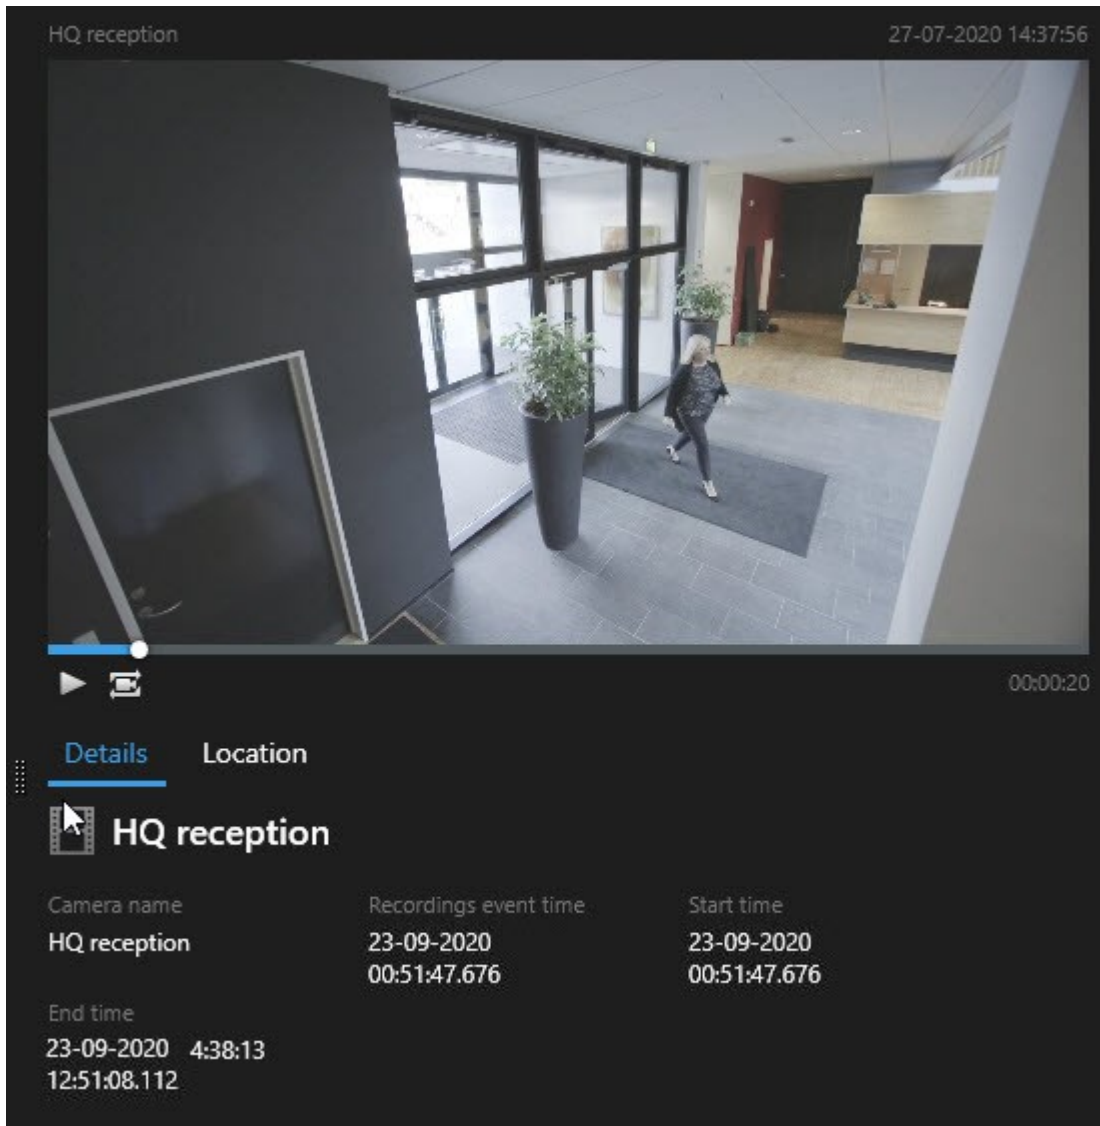 HQ reception 27-07-2020 14:37:56
00:00:20
Details Location
HQ reception
Camera name Recordings event time Start time
HQ reception 23-09-2020 23-09-2020
00:51:47.676 00:51:47.676
End time
23-09-2020 4:38:13
12:51:08.112